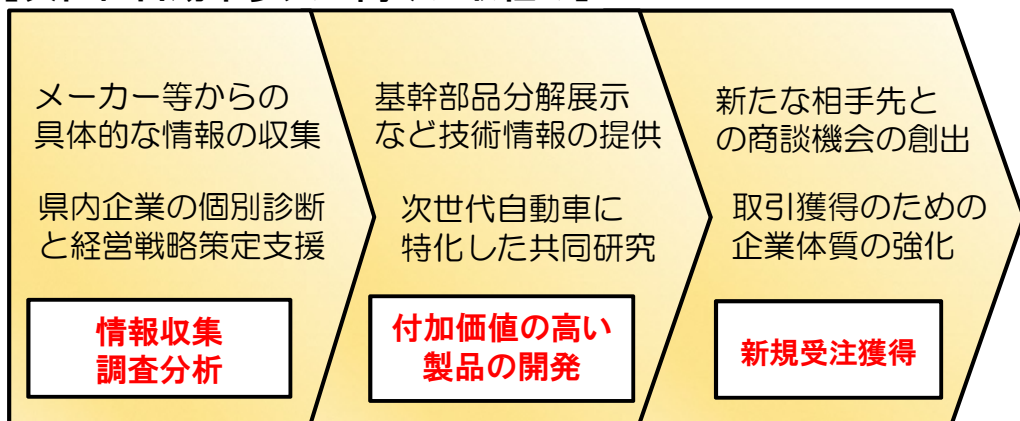 メーカー等からの
具体的な情報の収集
県内企業の個別診断
と経営戦略策定支援
情報収集
調査分析
基幹部品分解展示
など技術情報の提供
次世代自動車に
特化した共同研究
付加価値の高い
製品の開発
新たな相手先と
の商談機会の創出
取引獲得のための
企業体質の強化
新規受注獲得